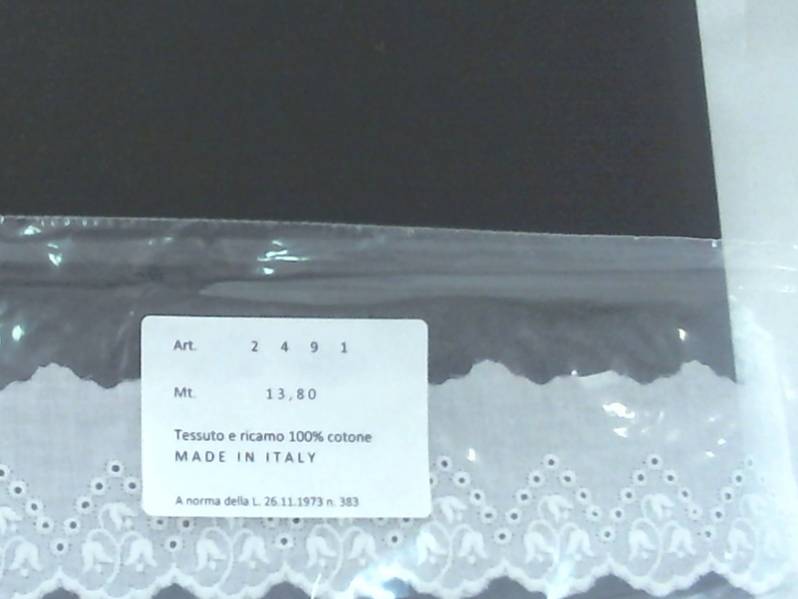 Art. 2 4 9 1
Mt. 13,80
Tessuto e ricamo 100% cotone
MADE IN ITALY
A norma della L. 26.11.1973 n. 383